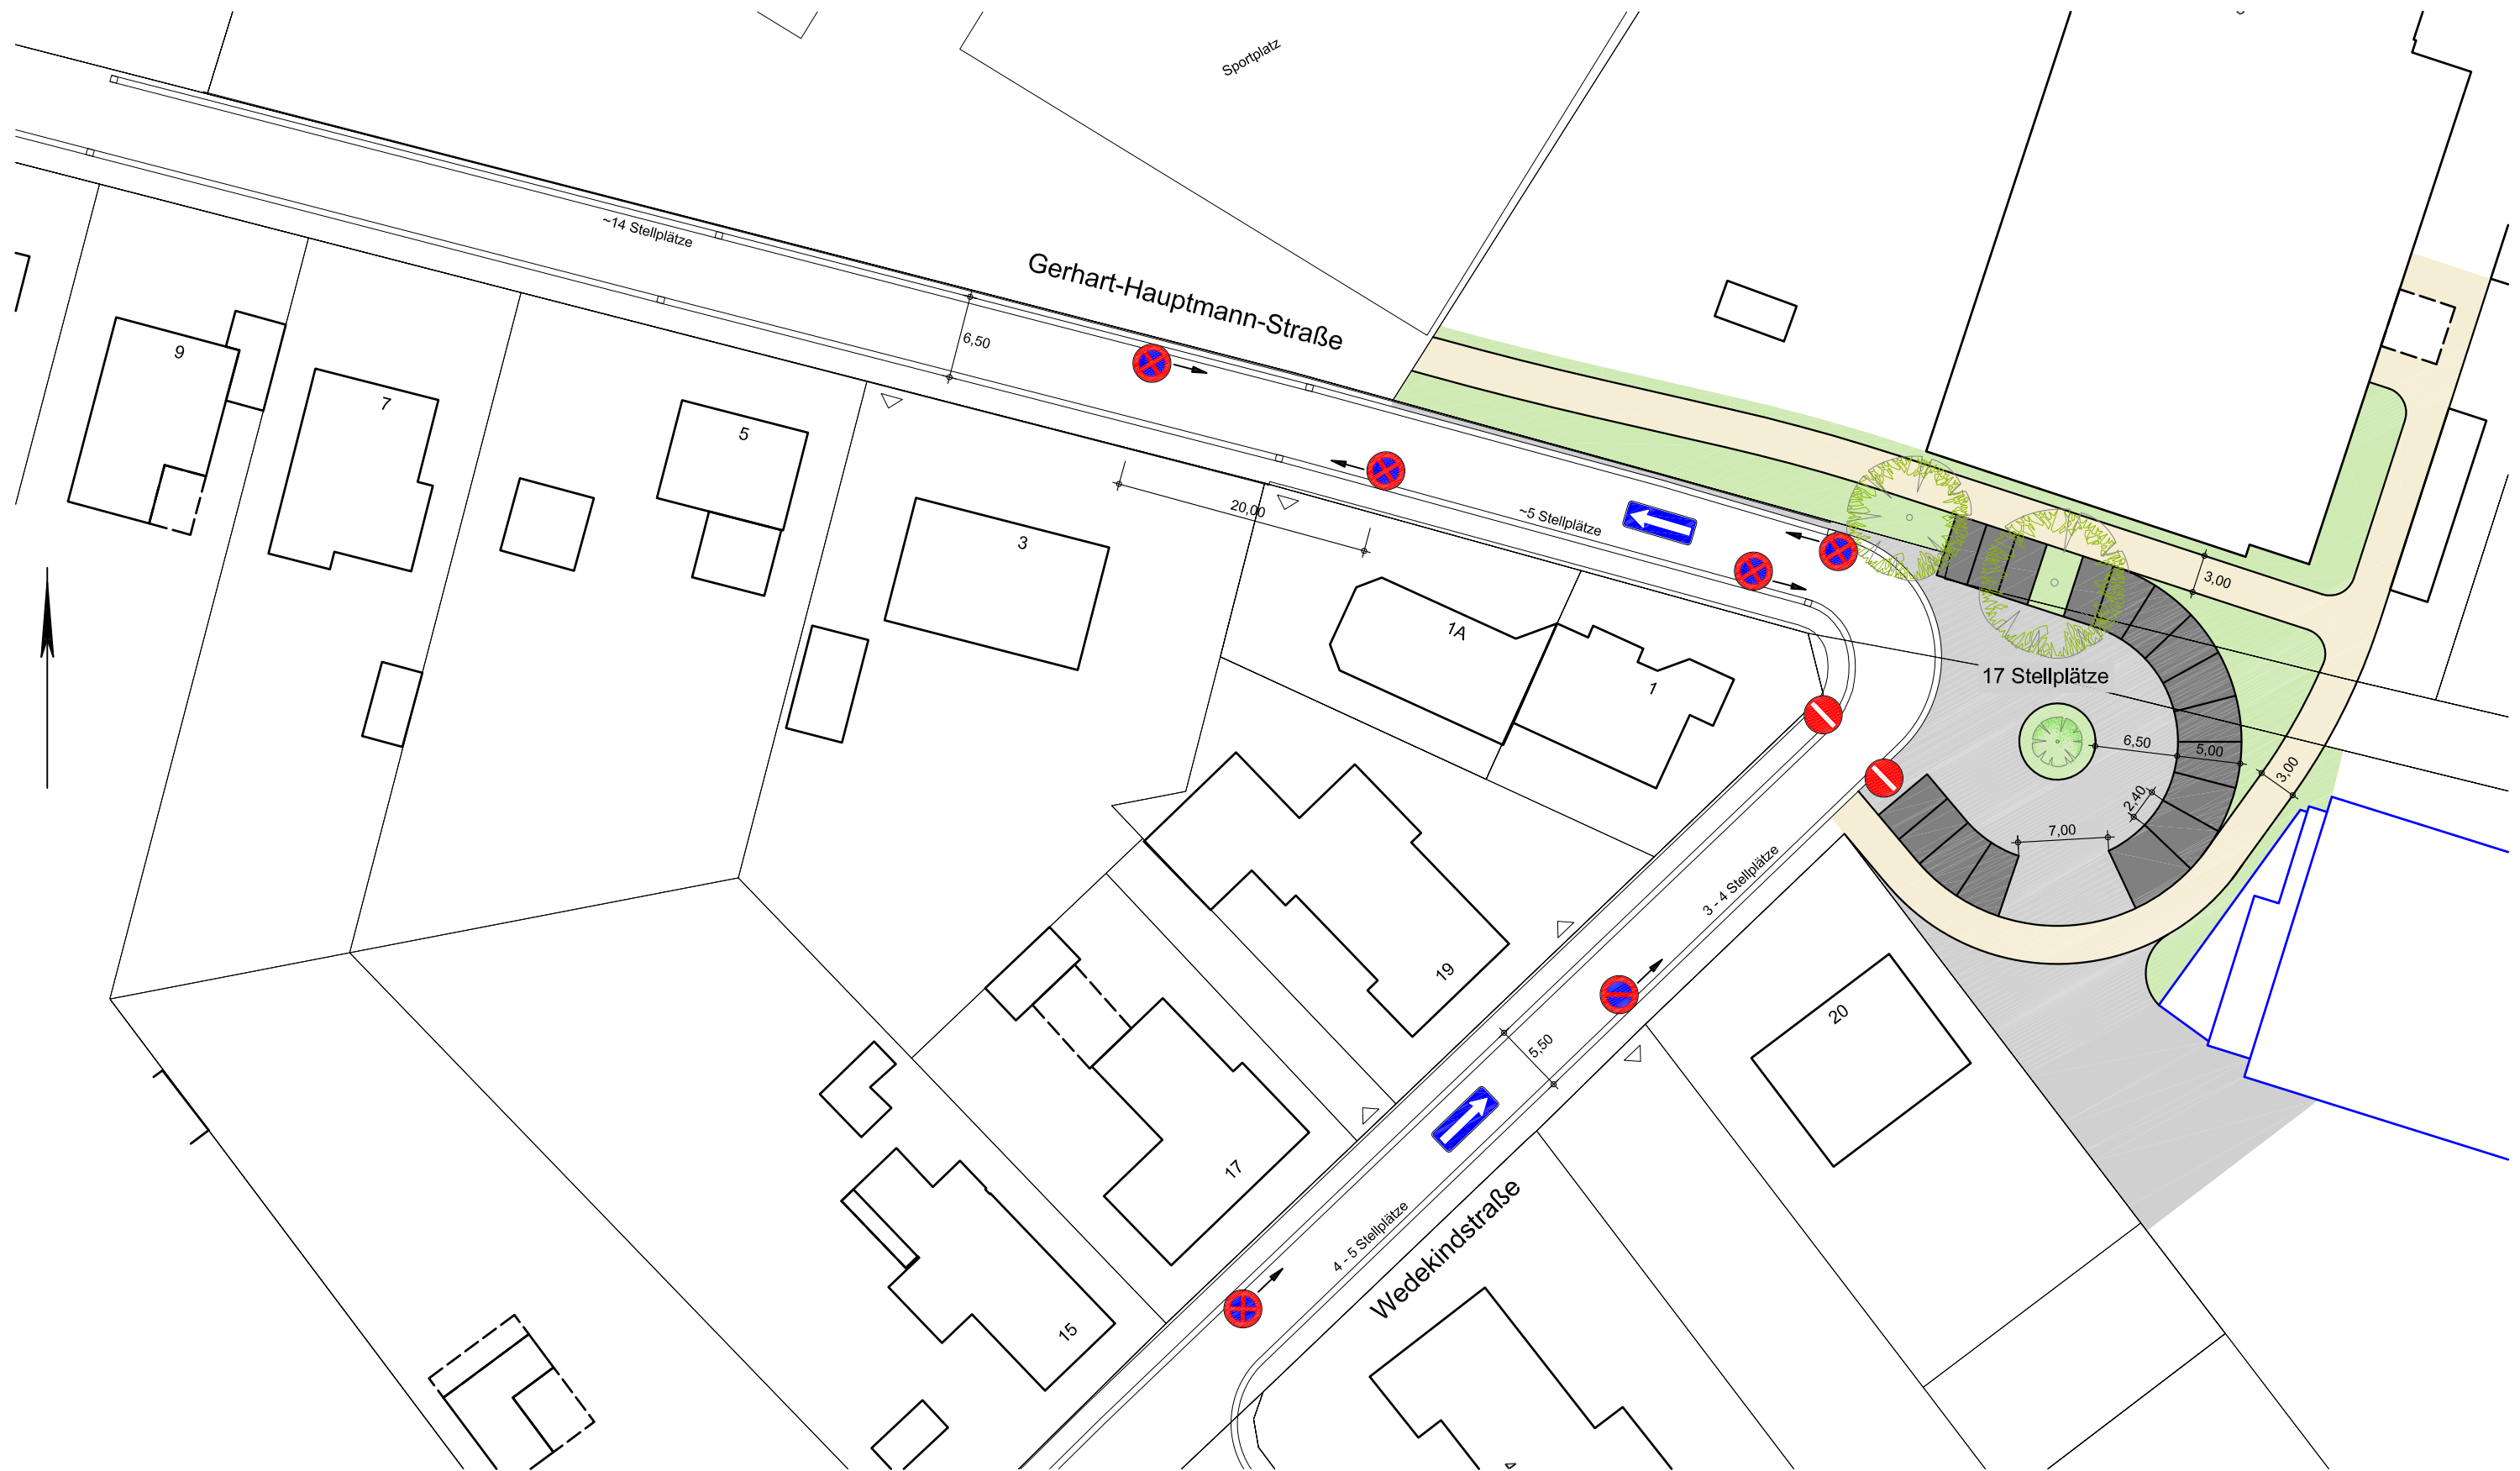 Sportplatz
~14 Stellplätze
Gerhart-Hauptmann-Straße
6,50
9
7
5
3
20,00
~5 Stellplätze
1A
1
3,00
17 Stellplätze
6,50
5,00
3,00
2,40
7,00
3 - 4 Stellplätze
19
20
5,50
17
4 - 5 Stellplätze
Wedekindstraße
15